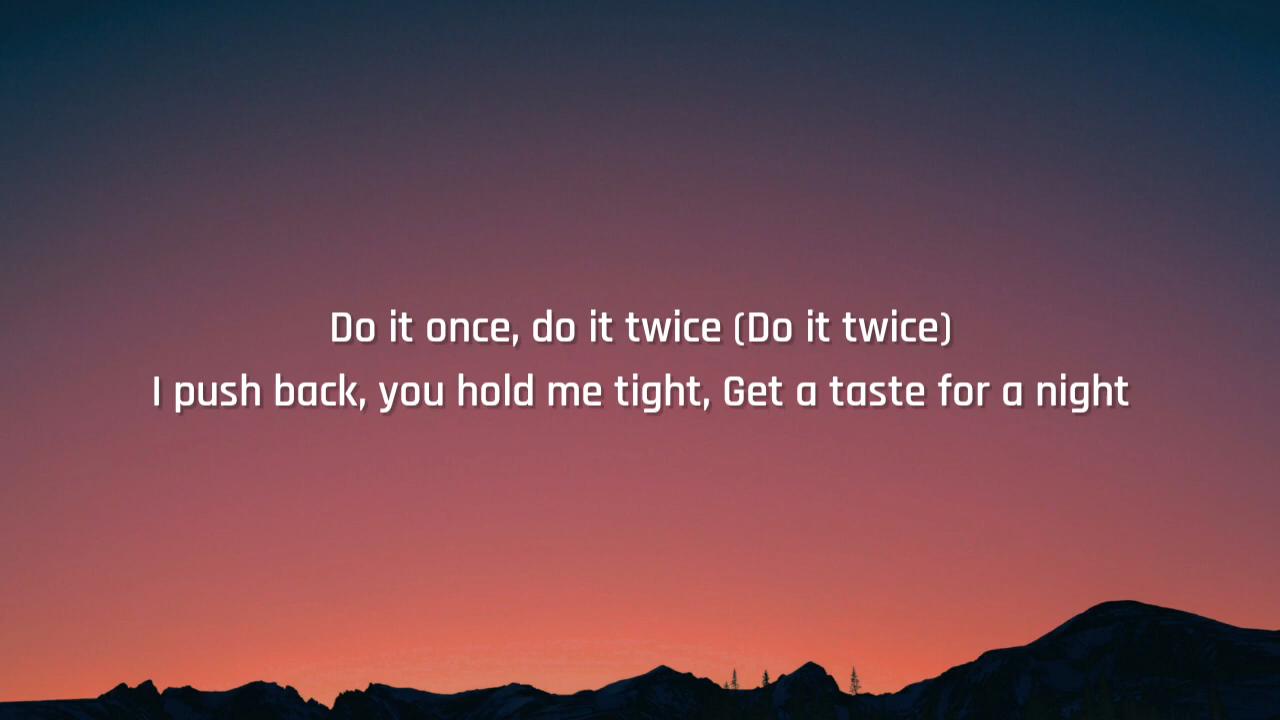 Do it once, do it twice (Do it twice)
I push back, you hold me tight, Get a taste for a night